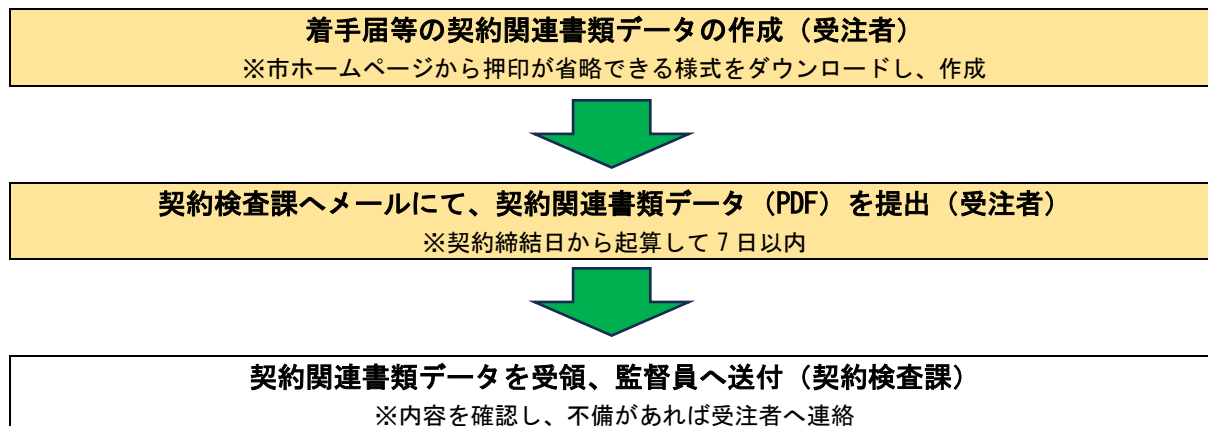 着手届等の契約関連書類データの作成（受注者）
※市ホームページから押印が省略できる様式をダウンロードし、作成
契約検査課へメールにて、契約関連書類データ（PDF）を提出（受注者）
※契約締結日から起算して７日以内
契約関連書類データを受領、監督員へ送付（契約検査課）
※内容を確認し、不備があれば受注者へ連絡